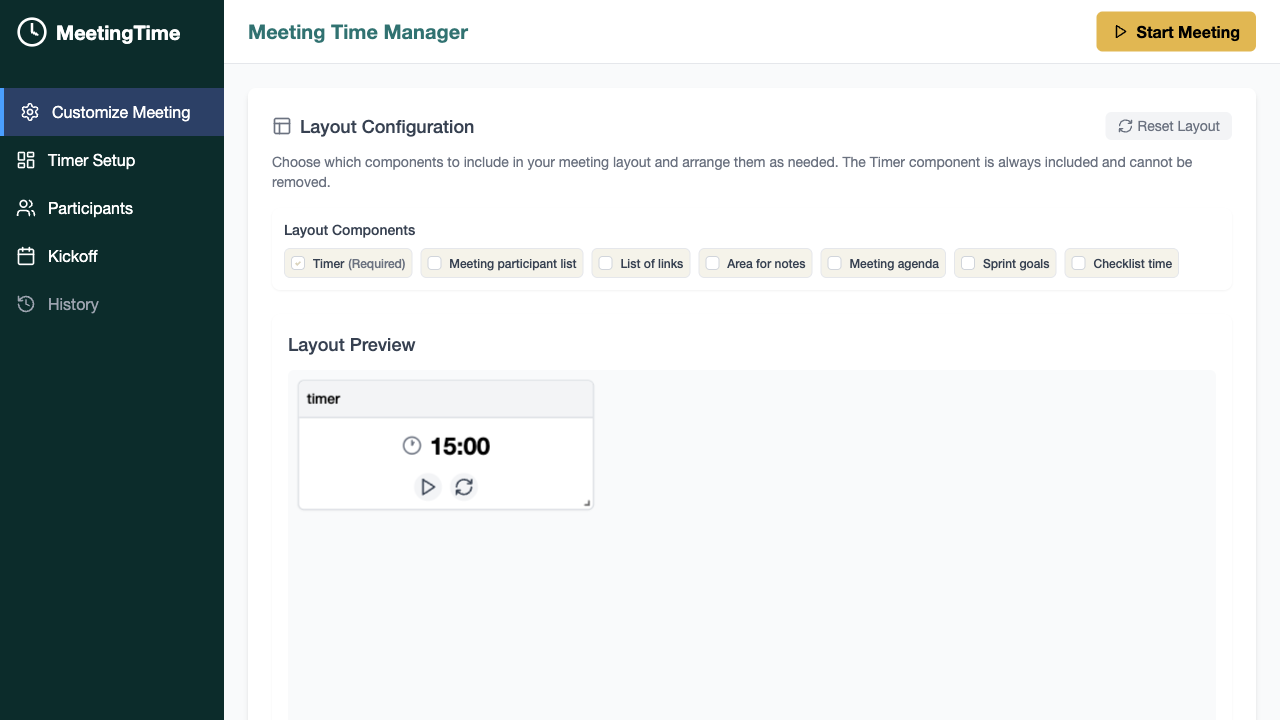 MeetingTime
Meeting Time Manager
Start Meeting
Customize Meeting
Timer Setup
Participants
Kickoff
History
Layout Configuration
Reset Layout
Choose which components to include in your meeting layout and arrange them as needed. The Timer component is always included and cannot be
removed.
Layout Components
Timer (Required)
Meeting participant list
List of links
Area for notes
Meeting agenda
Sprint goals
Checklist time
Layout Preview
timer
15:00